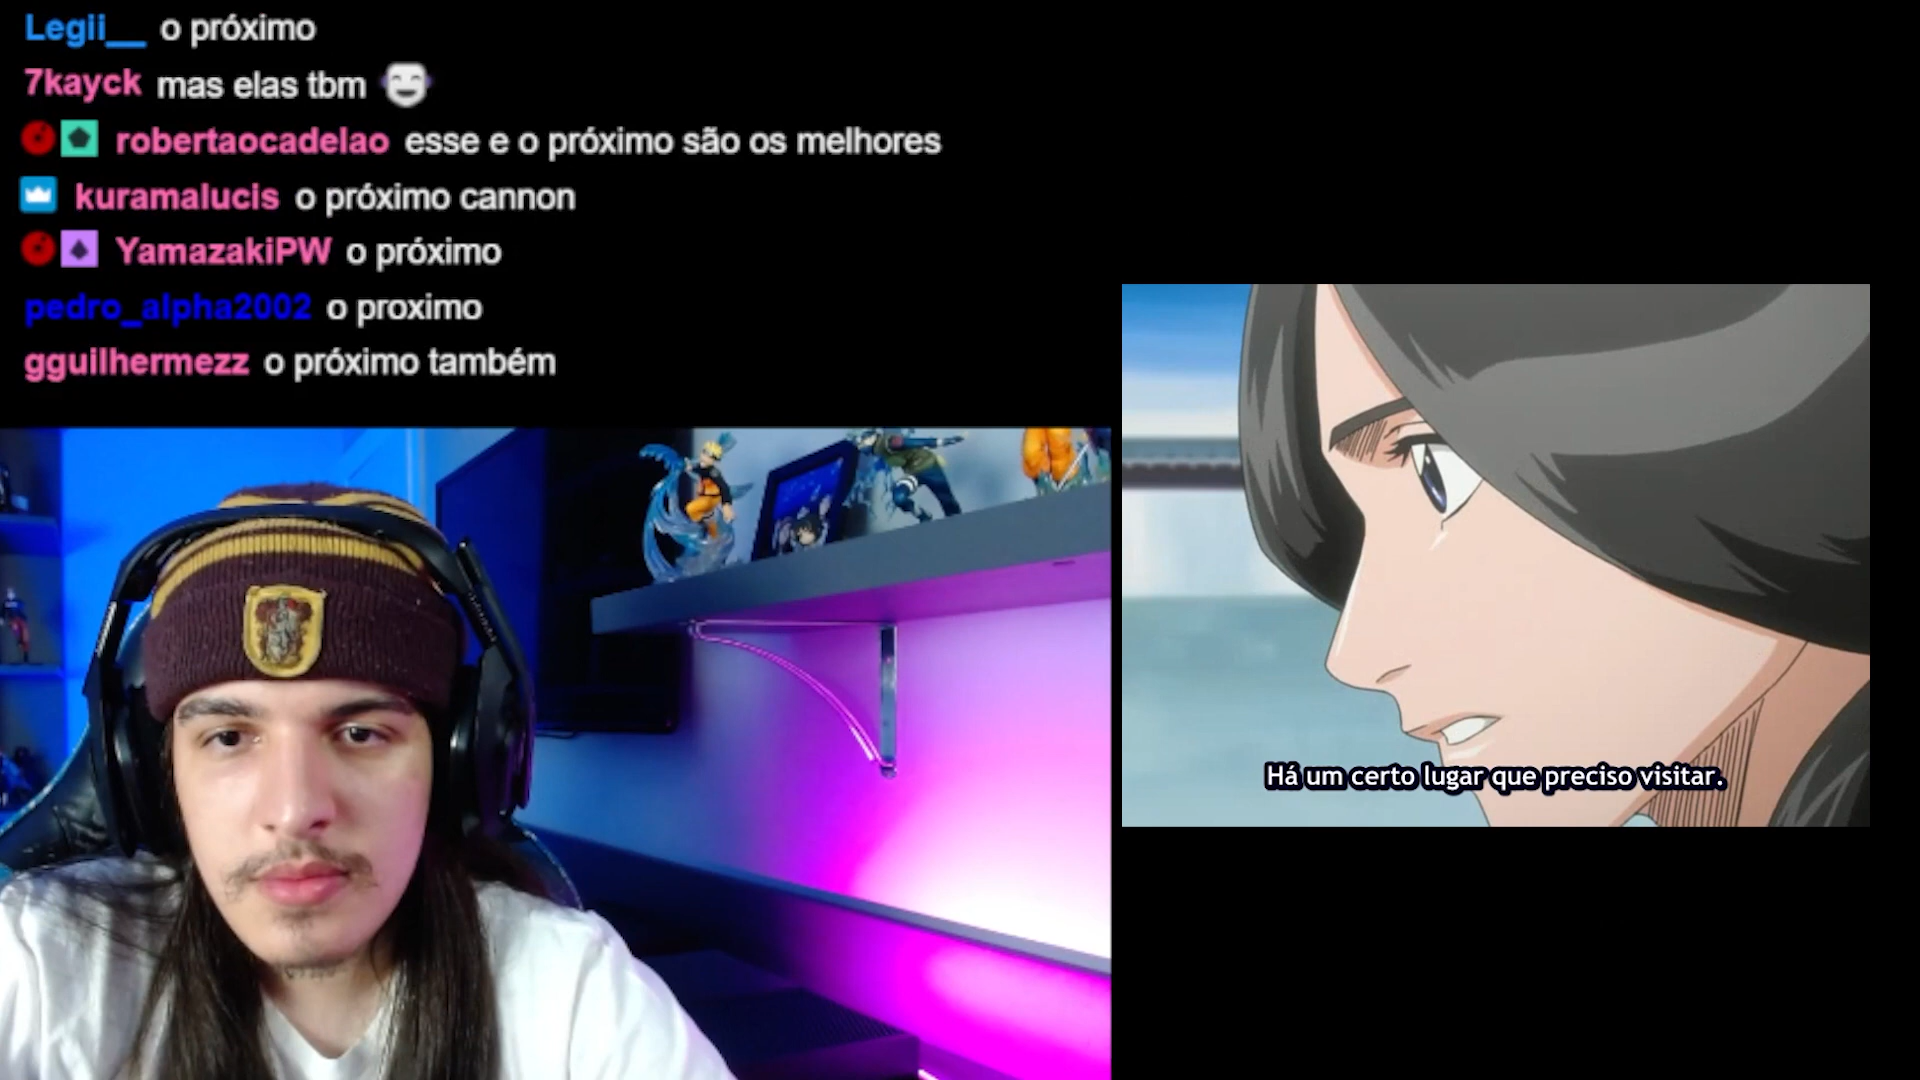 Legii__ o próximo
7kayck mas elas tbm
robertaocadelao esse e o próximo são os melhores
kuramalucis o próximo cannon
YamazakiPW o próximo
pedro_alpha2002 o proximo
gguilhermezz o próximo também
Há um certo lugar que preciso visitar.